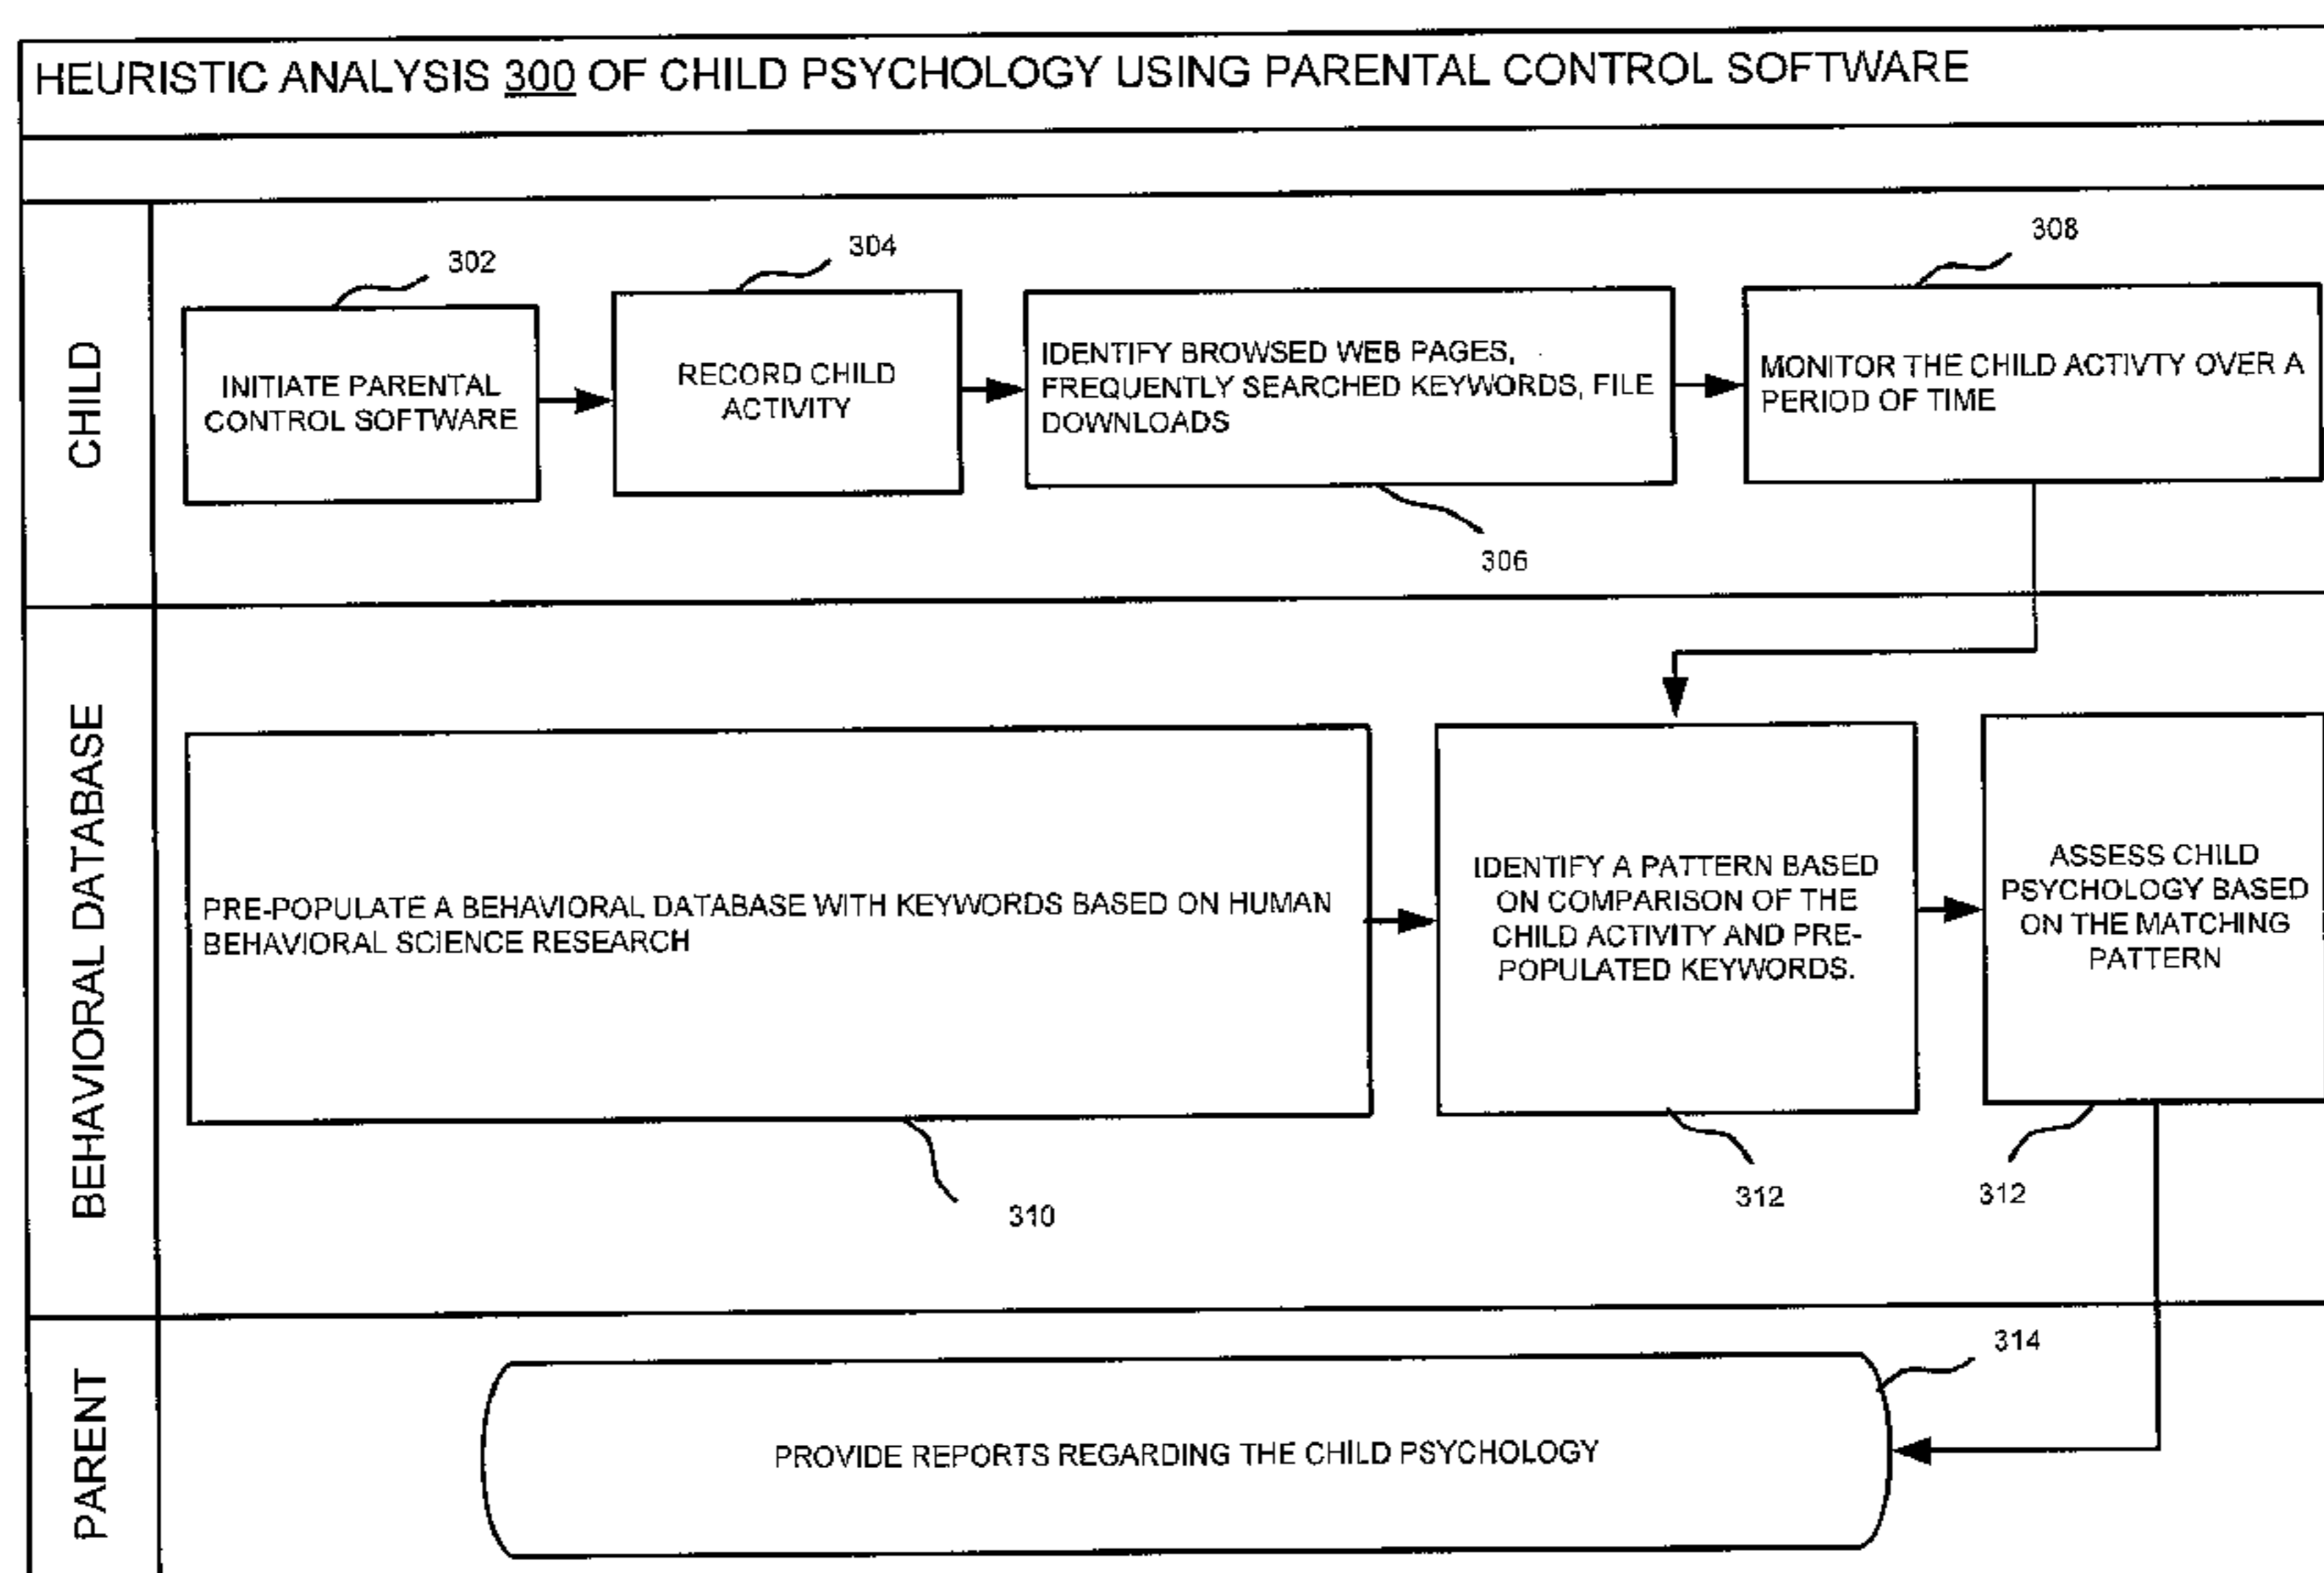 HEURISTIC ANALYSIS 300 OF CHILD PSYCHOLOGY USING PARENTAL CONTROL SOFTWARE
CHILD
302
304
308
INITIATE PARENTAL
CONTROL SOFTWARE
RECORD CHILD
ACTIVITY
IDENTIFY BROWSED WEB PAGES,
FREQUENTLY SEARCHED KEYWORDS, FILE
DOWNLOADS
MONITOR THE CHILD ACTIVTY OVER A
PERIOD OF TIME
306
BEHAVIORAL DATABASE
PRE-POPULATE A BEHAVIORAL DATABASE WITH KEYWORDS BASED ON HUMAN
BEHAVIORAL SCIENCE RESEARCH
IDENTIFY A PATTERN BASED
ON COMPARISON OF THE
CHILD ACTIVITY AND PRE-
POPULATED KEYWORDS.
ASSESS CHILD
PSYCHOLOGY BASED
ON THE MATCHING
PATTERN
310
312
312
PARENT
314
PROVIDE REPORTS REGARDING THE CHILD PSYCHOLOGY